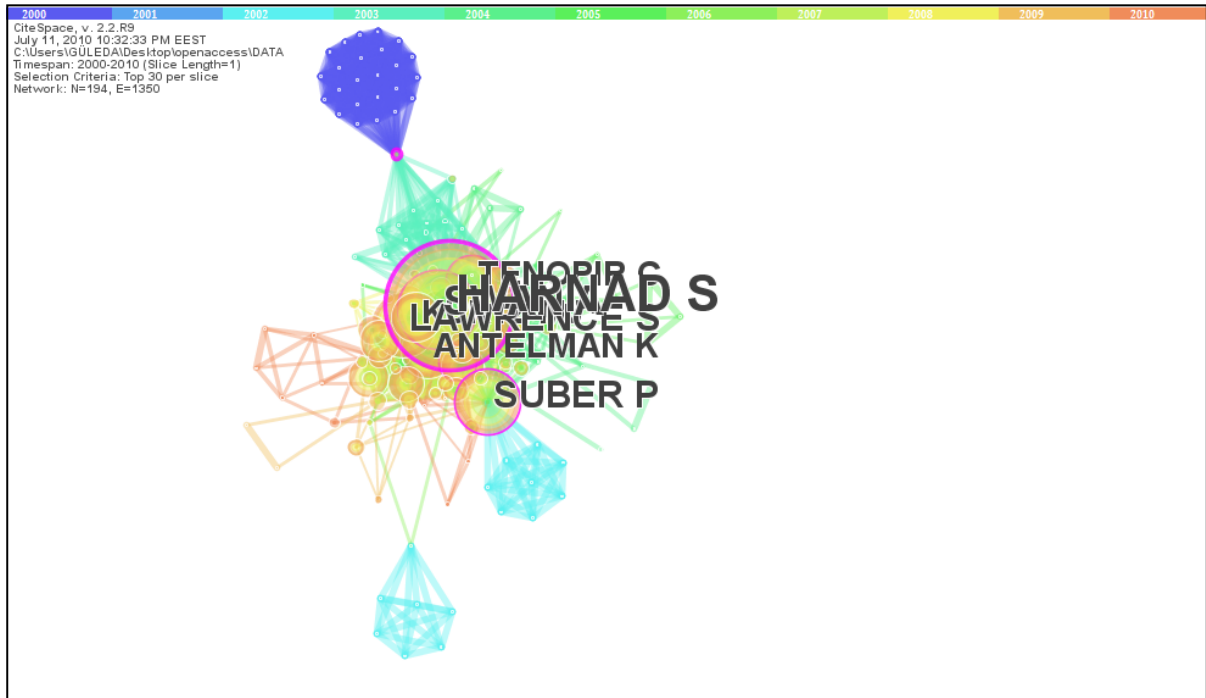 2000 2001 2002 2003 2004 2005 2006 2007 2008 2009 2010
CiteSpace, v. 2.2.R9
July 11, 2010 10:32:33 PM EEST
C:\Users\GÜLEDA\Desktop\openaccess\DATA
Timespan: 2000-2010 (Slice Length=1)
Selection Criteria: Top 30 per slice
Network: N=194, E=1350
TENOPIR C
HARNAD S
LAWRENCE S
ANTELMAN K
SUBER P